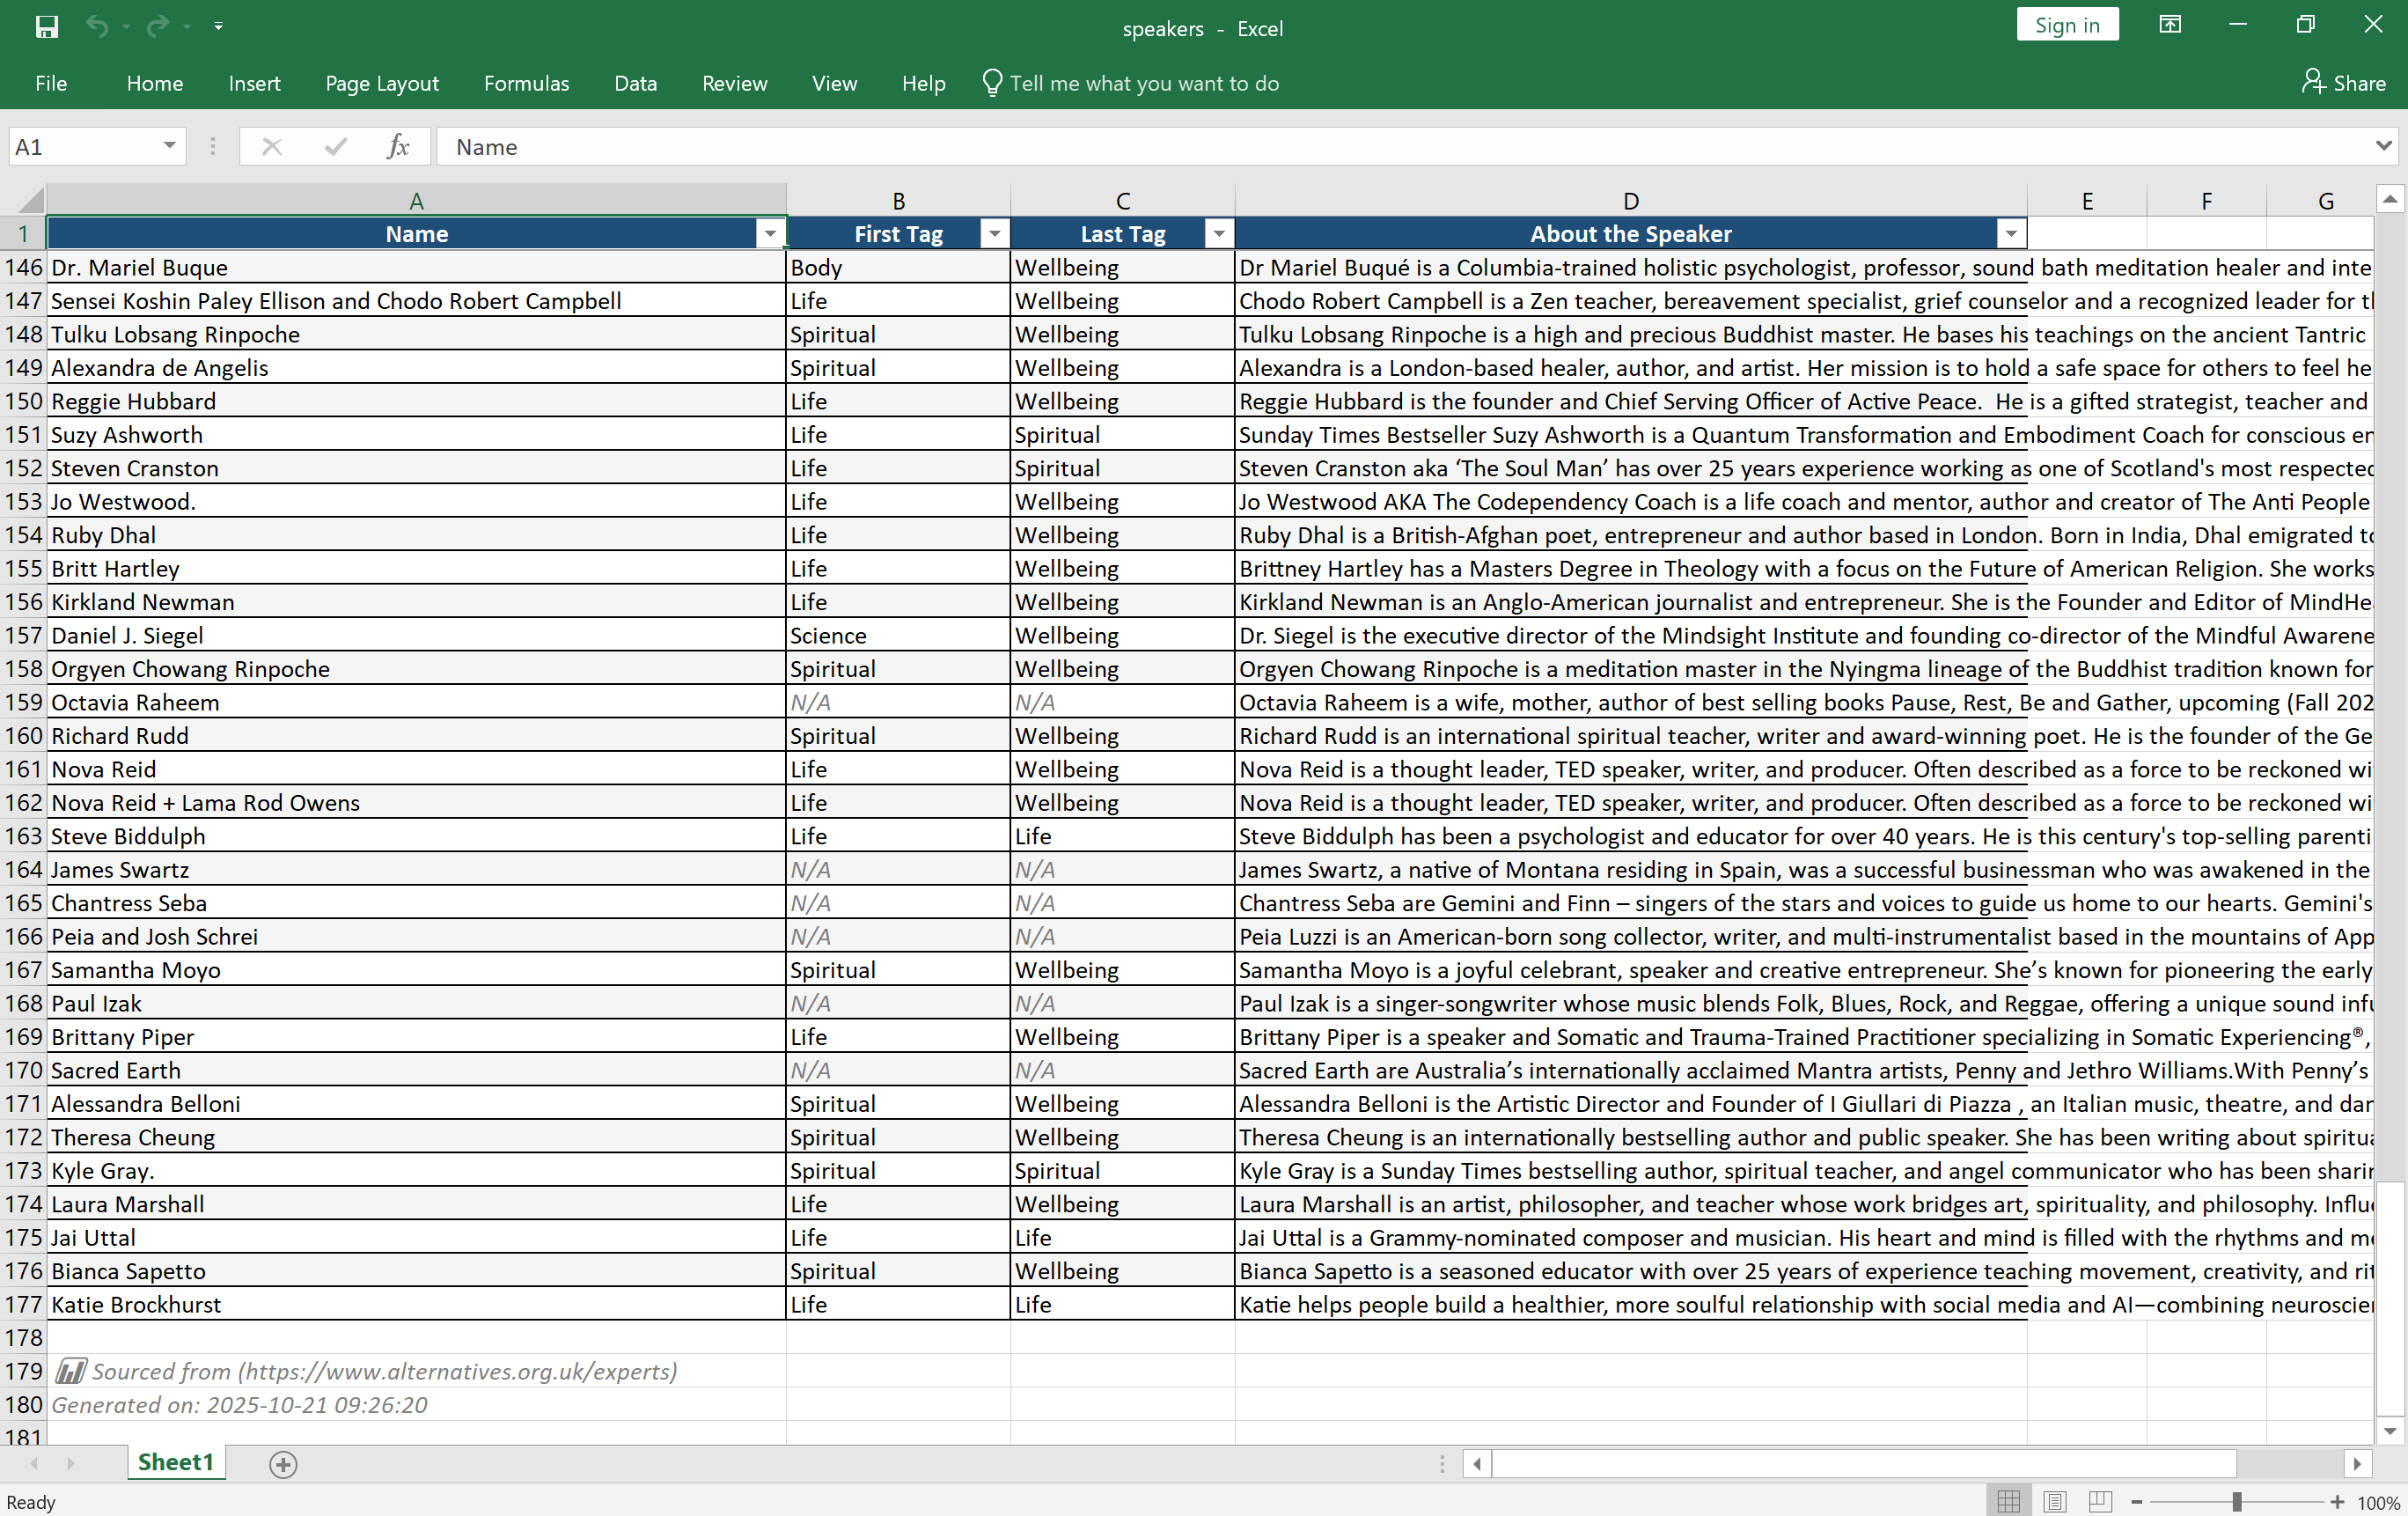 speakers - Excel
Sign in
File Home Insert Page Layout Formulas Data Review View Help Tell me what you want to do Share
A1 fx Name
A B C D E F G
1 Name First Tag Last Tag About the Speaker
146 Dr. Mariel Buque Body Wellbeing Dr Mariel Buqué is a Columbia-trained holistic psychologist, professor, sound bath meditation healer and inte
147 Sensei Koshin Paley Ellison and Chodo Robert Campbell Life Wellbeing Chodo Robert Campbell is a Zen teacher, bereavement specialist, grief counselor and a recognized leader for
148 Tulku Lobsang Rinpoche Spiritual Wellbeing Tulku Lobsang Rinpoche is a high and precious Buddhist master. He bases his teachings on the ancient Tantric
149 Alexandra de Angelis Spiritual Wellbeing Alexandra is a London-based healer, author, and artist. Her mission is to hold a safe space for others to feel he
150 Reggie Hubbard Life Wellbeing Reggie Hubbard is the founder and Chief Serving Officer of Active Peace.  He is a gifted strategist, teacher and
151 Suzy Ashworth Life Spiritual Sunday Times Bestseller Suzy Ashworth is a Quantum Transformation and Embodiment Coach for conscious
152 Steven Cranston Life Spiritual Steven Cranston aka ‘The Soul Man’ has over 25 years experience working as one of Scotland's most respected
153 Jo Westwood. Life Wellbeing Jo Westwood AKA The Codependency Coach is a life coach and mentor, author and creator of The Anti People
154 Ruby Dhal Life Wellbeing Ruby Dhal is a British-Afghan poet, entrepreneur and author based in London. Born in India, Dhal emigrated to
155 Britt Hartley Life Wellbeing Brittney Hartley has a Masters Degree in Theology with a focus on the Future of American Religion. She works
156 Kirkland Newman Life Wellbeing Kirkland Newman is an Anglo-American journalist and entrepreneur. She is the Founder and Editor of MindHe
157 Daniel J. Siegel Science Wellbeing Dr. Siegel is the executive director of the Mindsight Institute and founding co-director of the Mindful Awarene
158 Orgyen Chowang Rinpoche Spiritual Wellbeing Orgyen Chowang Rinpoche is a meditation master in the Nyingma lineage of the Buddhist tradition known for
159 Octavia Raheem N/A N/A Octavia Raheem is a wife, mother, author of best selling books Pause, Rest, Be and Gather, upcoming (Fall 202
160 Richard Rudd Spiritual Wellbeing Richard Rudd is an international spiritual teacher, writer and award-winning poet. He is the founder of the Ge
161 Nova Reid Life Wellbeing Nova Reid is a thought leader, TED speaker, writer, and producer. Often described as a force to be reckoned wi
162 Nova Reid + Lama Rod Owens Life Wellbeing Nova Reid is a thought leader, TED speaker, writer, and producer. Often described as a force to be reckoned wi
163 Steve Biddulph Life Life Steve Biddulph has been a psychologist and educator for over 40 years. He is this century's top-selling parenti
164 James Swartz N/A N/A James Swartz, a native of Montana residing in Spain, was a successful businessman who was awakened in the
165 Chantress Seba N/A N/A Chantress Seba are Gemini and Finn – singers of the stars and voices to guide us home to our hearts. Gemini's
166 Peia and Josh Schrei N/A N/A Peia Luzzi is an American-born song collector, writer, and multi-instrumentalist based in the mountains of App
167 Samantha Moyo Spiritual Wellbeing Samantha Moyo is a joyful celebrant, speaker and creative entrepreneur. She’s known for pioneering the early
168 Paul Izak N/A N/A Paul Izak is a singer-songwriter whose music blends Folk, Blues, Rock, and Reggae, offering a unique sound
169 Brittany Piper Life Wellbeing Brittany Piper is a speaker and Somatic and Trauma-Trained Practitioner specializing in Somatic Experiencing®,
170 Sacred Earth N/A N/A Sacred Earth are Australia’s internationally acclaimed Mantra artists, Penny and Jethro Williams.With Penny’s
171 Alessandra Belloni Spiritual Wellbeing Alessandra Belloni is the Artistic Director and Founder of I Giullari di Piazza , an Italian music, theatre, and
172 Theresa Cheung Spiritual Wellbeing Theresa Cheung is an internationally bestselling author and public speaker. She has been writing about
173 Kyle Gray. Spiritual Spiritual Kyle Gray is a Sunday Times bestselling author, spiritual teacher, and angel communicator who has been
174 Laura Marshall Life Wellbeing Laura Marshall is an artist, philosopher, and teacher whose work bridges art, spirituality, and philosophy.
175 Jai Uttal Life Life Jai Uttal is a Grammy-nominated composer and musician. His heart and mind is filled with the rhythms and
176 Bianca Sapetto Spiritual Wellbeing Bianca Sapetto is a seasoned educator with over 25 years of experience teaching movement, creativity, and
177 Katie Brockhurst Life Life Katie helps people build a healthier, more soulful relationship with social media and AI—combining
178
179 Sourced from (https://www.alternatives.org.uk/experts)
180 Generated on: 2025-10-21 09:26:20
181
Sheet1
Ready 100%